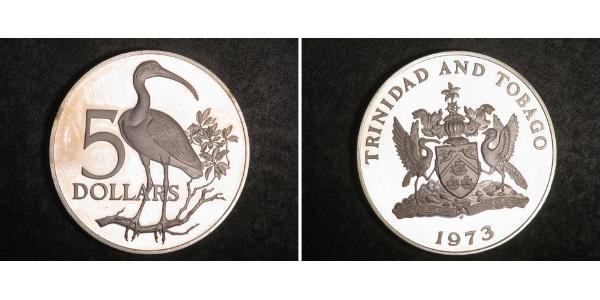 5
DOLLARS
TRINIDAD AND TOBAGO
1973